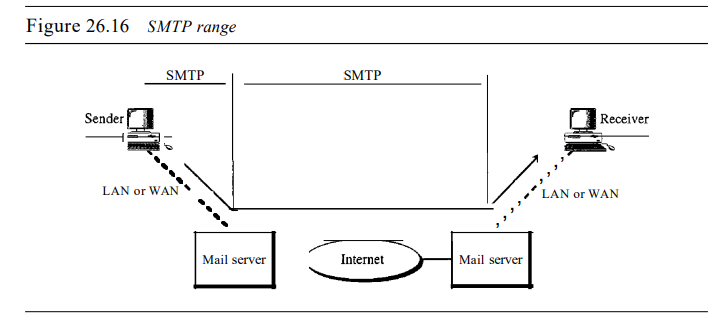 Figure 26.16 SMTP range
SMTP
SMTP
Sender
Receiver
LAN or WAN
LAN or WAN
Mail server
Internet
Mail server